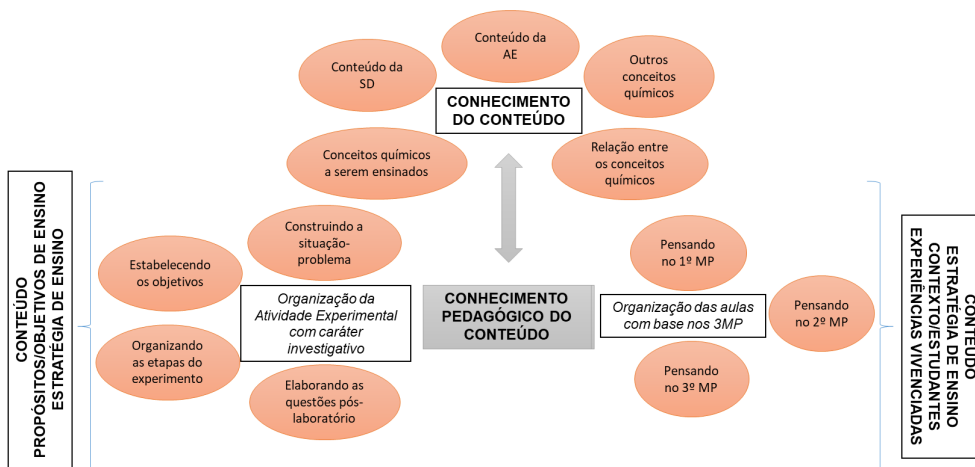 Conteúdo da
AE
Conteúdo da
SD
Outros
conceitos
químicos
CONHECIMENTO
DO CONTEÚDO
Conceitos químicos
a serem ensinados
Relação entre
os conceitos
químicos
CONTEÚDO
PROPÓSITOS/OBJETIVOS DE ENSINO
ESTRATÉGIA DE ENSINO
Construindo a
situação-
problema
Estabelecendo
os objetivos
Organização da
Atividade Experimental
com caráter
investigativo
Organizando
as etapas do
experimento
Elaborando as
questões pós-
laboratório
CONHECIMENTO
PEDAGÓGICO DO
CONTEÚDO
Pensando
no 1º MP
Organização das aulas
com base nos 3MP
Pensando
no 2º MP
Pensando
no 3º MP
CONTEÚDO
ESTRATÉGIA DE ENSINO
CONTEXTO/ESTUDANTES
EXPERIÊNCIAS VIVENCIADAS